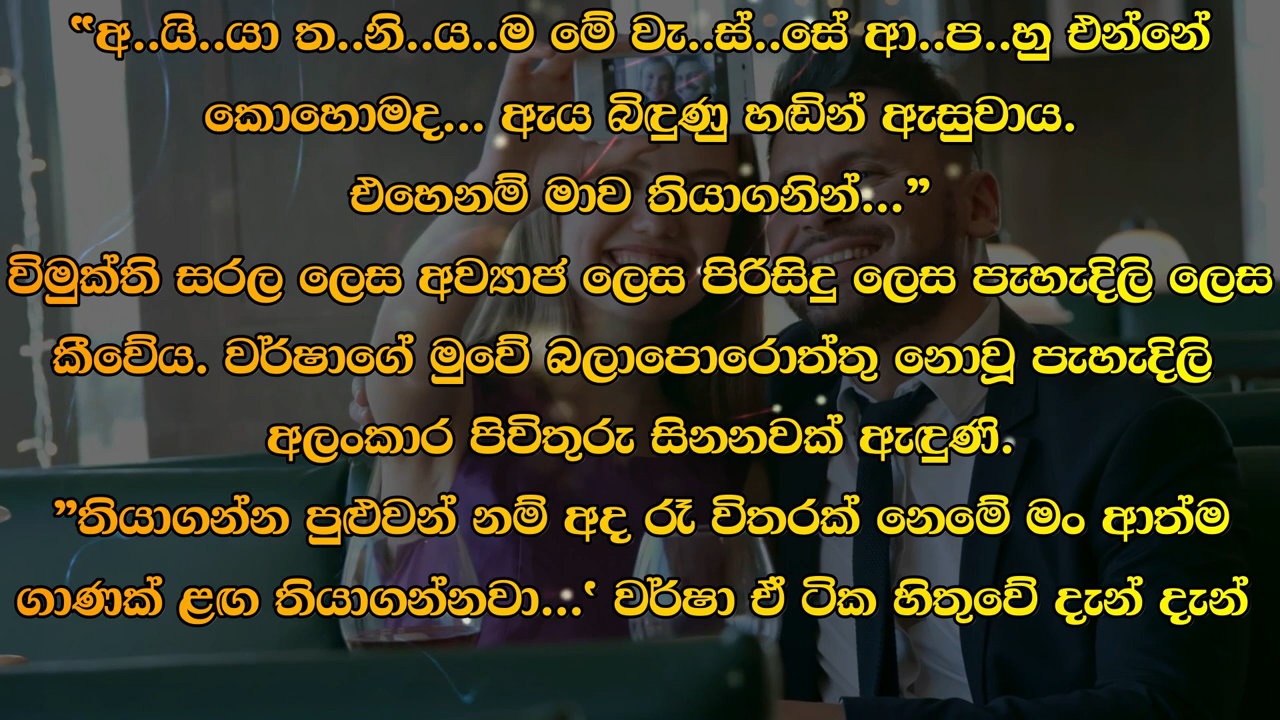 “අ..යි..යා ත..නි..ය..ම මේ වැ..ස්..සේ ආ..ප..හු එන්නේ
කොහොමද... ඇය බිඳුණු හඬින් ඇසුවාය.
එහෙනම් මාව තියාගනින්...”
විමුක්ති සරල ලෙස අව්‍යාජ ලෙස පිරිසිදු ලෙස පැහැදිලි ලෙස
කීවේය. වර්ෂාගේ මුවේ බලාපොරොත්තු නොවූ පැහැදිලි
අලංකාර පිවිතුරු සිනනවක් ඇඳුණි.
”තියාගන්න පුළුවන් නම් අද රෑ විතරක් නෙමේ මං ආත්ම
ගාණක් ළඟ තියාගන්නවා...‛ වර්ෂා ඒ ටික හිතුවේ දැන් දැන්